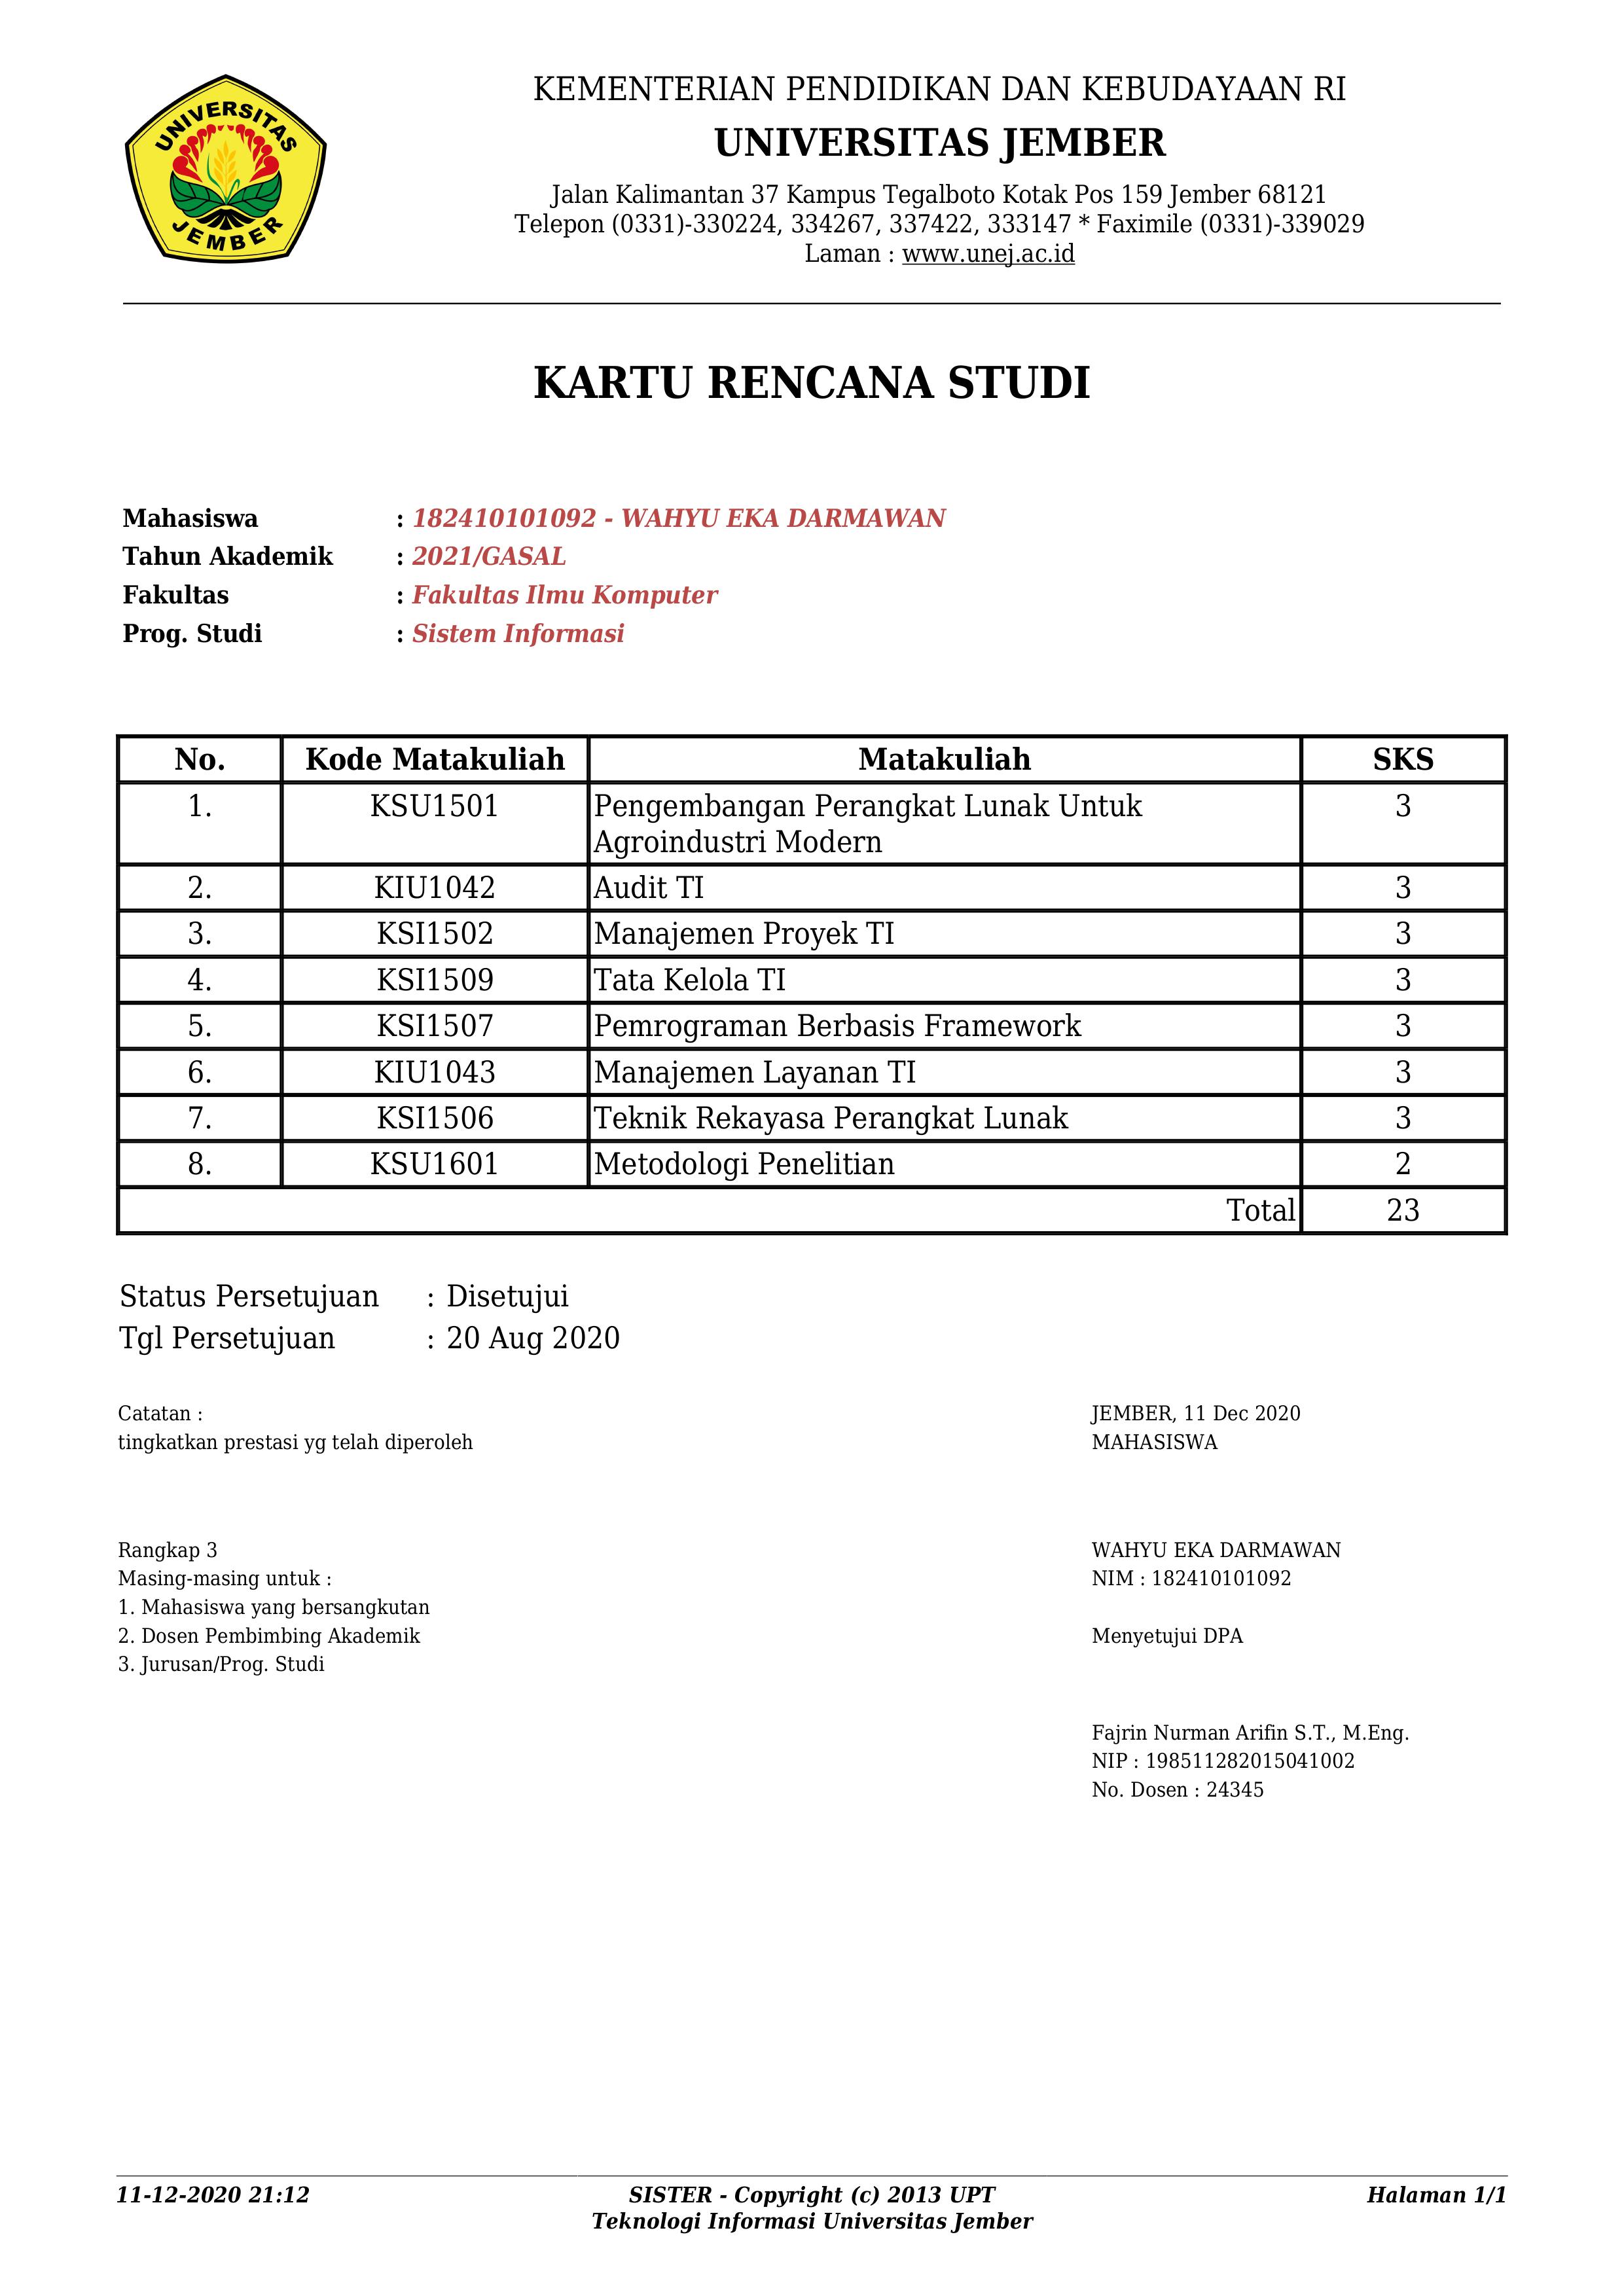 UNIVERSITAS
JEMBER
KEMENTERIAN PENDIDIKAN DAN KEBUDAYAAN RI
UNIVERSITAS JEMBER
Jalan Kalimantan 37 Kampus Tegalboto Kotak Pos 159 Jember 68121
Telepon (0331)-330224, 334267, 337422, 333147 * Faximile (0331)-339029
Laman : www.unej.ac.id
KARTU RENCANA STUDI
Mahasiswa : 182410101092 - WAHYU EKA DARMAWAN
Tahun Akademik : 2021/GASAL
Fakultas : Fakultas Ilmu Komputer
Prog. Studi : Sistem Informasi
No. Kode Matakuliah Matakuliah SKS
1. KSU1501 Pengembangan Perangkat Lunak Untuk 3
Agroindustri Modern
2. KIU1042 Audit TI 3
3. KSI1502 Manajemen Proyek TI 3
4. KSI1509 Tata Kelola TI 3
5. KSI1507 Pemrograman Berbasis Framework 3
6. KIU1043 Manajemen Layanan TI 3
7. KSI1506 Teknik Rekayasa Perangkat Lunak 3
8. KSU1601 Metodologi Penelitian 2
Total 23
Status Persetujuan : Disetujui
Tgl Persetujuan : 20 Aug 2020
Catatan :
tingkatkan prestasi yg telah diperoleh
JEMBER, 11 Dec 2020
MAHASISWA
Rangkap 3
Masing-masing untuk :
1. Mahasiswa yang bersangkutan
2. Dosen Pembimbing Akademik
3. Jurusan/Prog. Studi
WAHYU EKA DARMAWAN
NIM : 182410101092
Menyetujui DPA
Fajrin Nurman Arifin S.T., M.Eng.
NIP : 198511282015041002
No. Dosen : 24345
11-12-2020 21:12
SISTER - Copyright (c) 2013 UPT
Teknologi Informasi Universitas Jember
Halaman 1/1